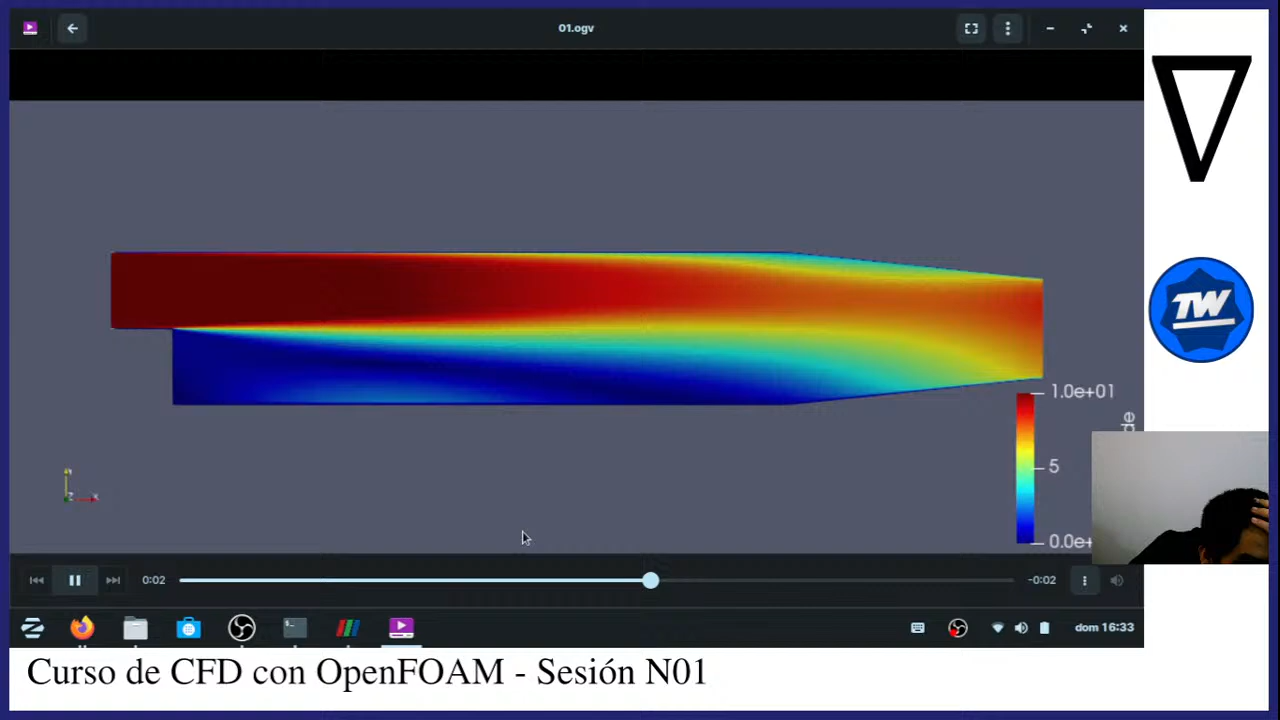 01.ogv
∇
TW
1.0e+01
5
0.0e+
de
Z
X
0:02
-0:02
dom 16:33
Curso de CFD con OpenFOAM - Sesión N01